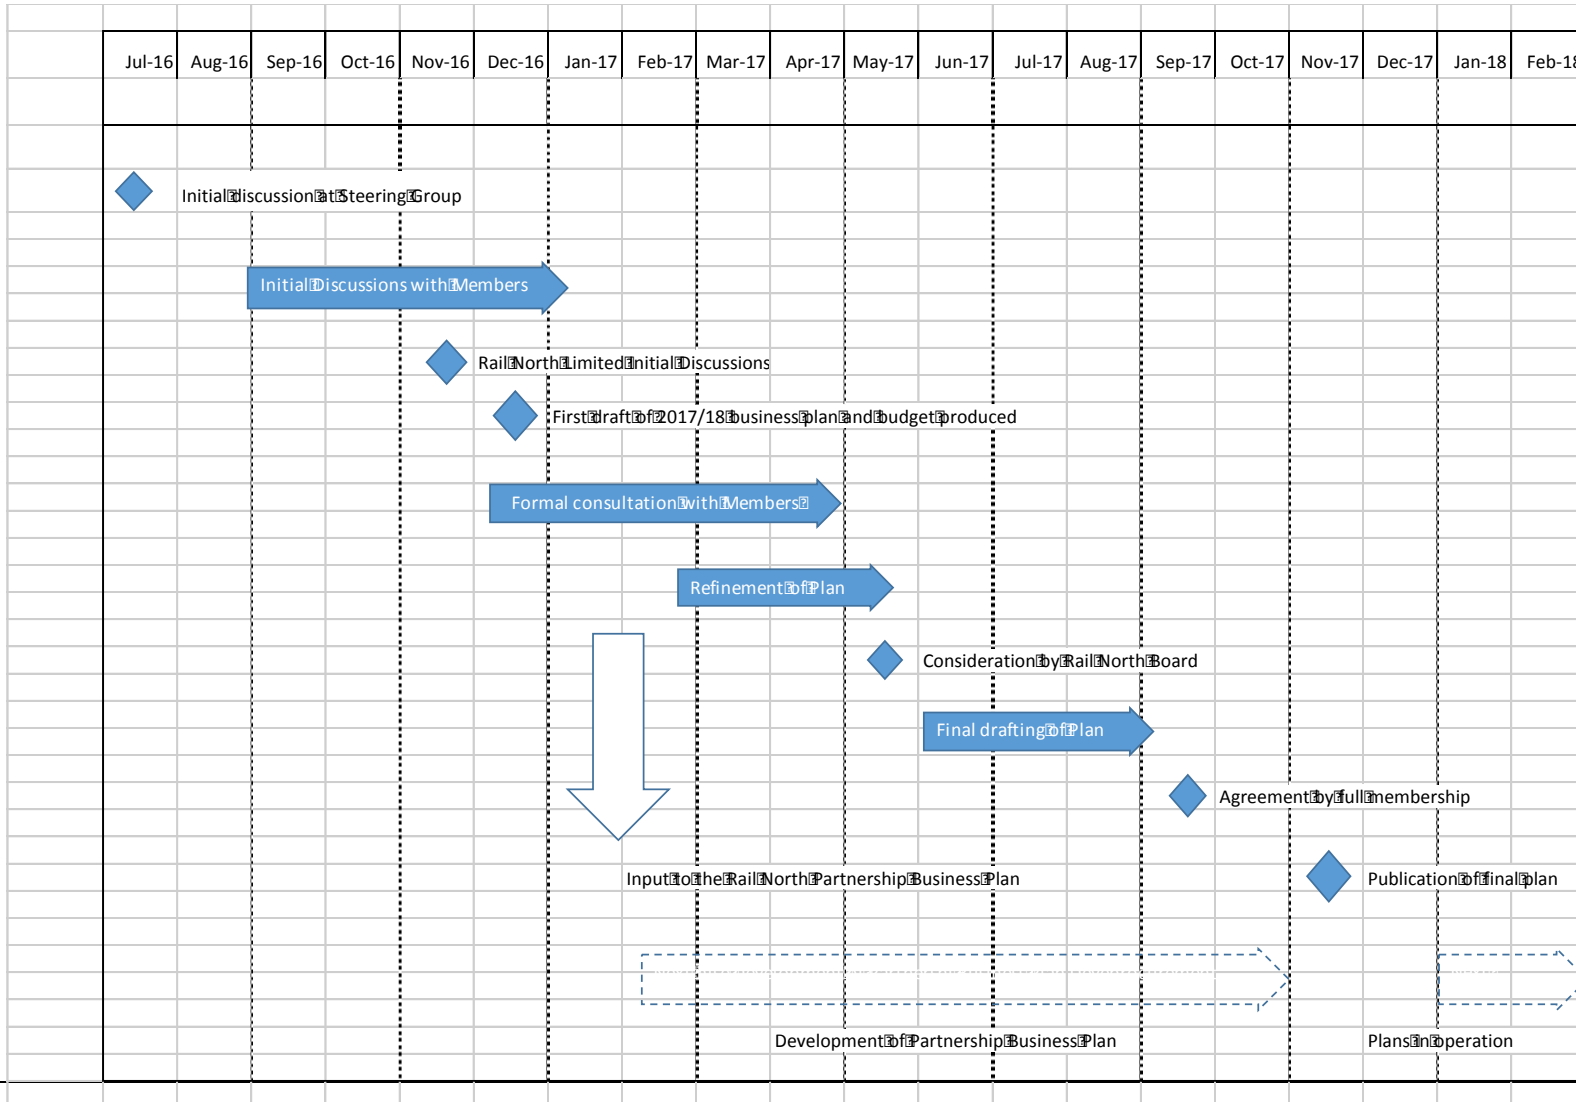 Jul-16 Aug-16 Sep-16 Oct-16 Nov-16 Dec-16 Jan-17 Feb-17 Mar-17 Apr-17 May-17 Jun-17 Jul-17 Aug-17 Sep-17 Oct-17 Nov-17 Dec-17 Jan-18 Feb-18
Initial discussion at Steering Group
Initial Discussions with Members
Rail North Limited Initial Discussions
First draft of 2017/18 business plan and budget produced
Formal consultation with Members
Refinement of Plan
Consideration by Rail North Board
Final drafting of Plan
Agreement by full membership
Input to the Rail North Partnership Business Plan
Publication of final plan
Development of Partnership Business Plan
Plans in operation